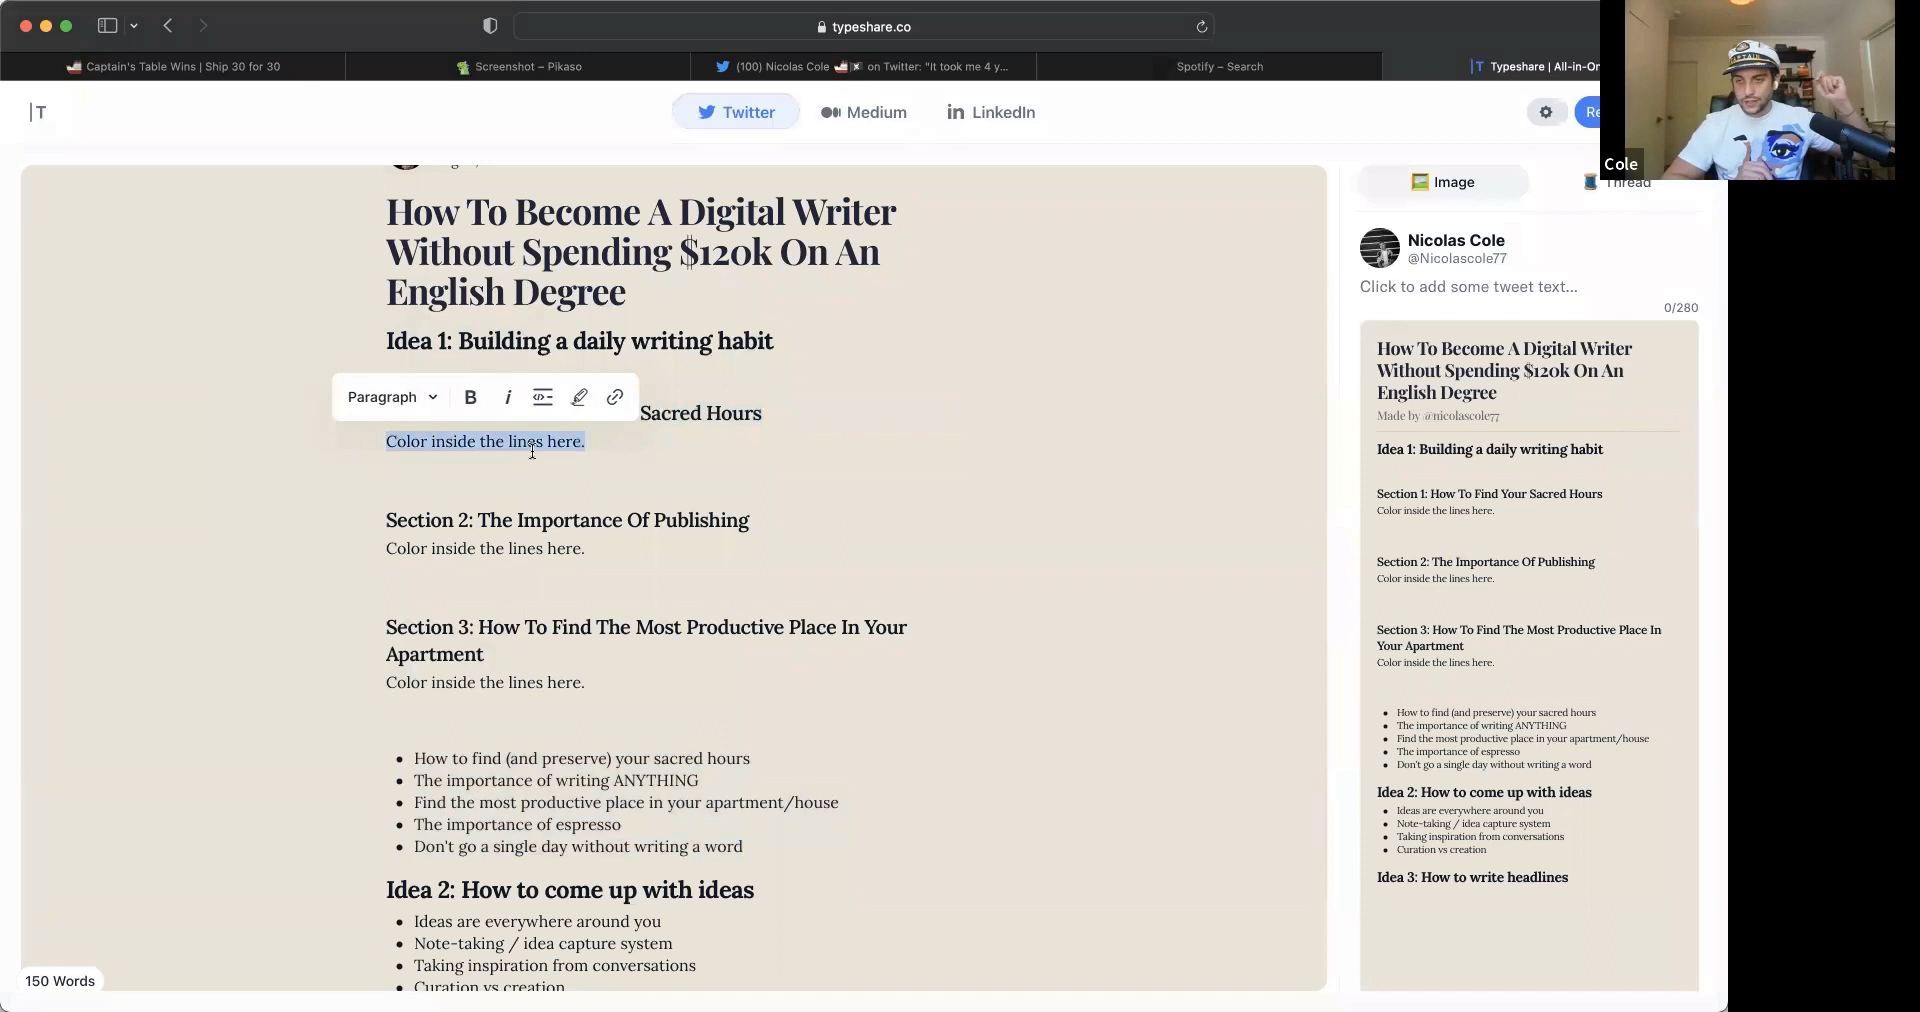 typeshare.co
Captain's Table Wins | Ship 30 for 30
Screenshot – Pikaso
(100) Nicolas Cole on Twitter: "It took me 4 y...
Spotify – Search
Typeshare | All-in-On
|T
Twitter
Medium
LinkedIn
Re
CAPTAIN
Cole
How To Become A Digital Writer
Without Spending $120k On An
English Degree
Idea 1: Building a daily writing habit
Paragraph
B
i
Sacred Hours
Color inside the lines here.
Section 2: The Importance Of Publishing
Color inside the lines here.
Section 3: How To Find The Most Productive Place In Your
Apartment
Color inside the lines here.
• How to find (and preserve) your sacred hours
• The importance of writing ANYTHING
• Find the most productive place in your apartment/house
• The importance of espresso
• Don't go a single day without writing a word
Idea 2: How to come up with ideas
• Ideas are everywhere around you
• Note-taking / idea capture system
• Taking inspiration from conversations
Curation vs creation
150 Words
Image
Thread
Nicolas Cole
@Nicolascole77
Click to add some tweet text...
0/280
How To Become A Digital Writer
Without Spending $120k On An
English Degree
Made by @nicolascole77
Idea 1: Building a daily writing habit
Section 1: How To Find Your Sacred Hours
Color inside the lines here.
Section 2: The Importance Of Publishing
Color inside the lines here.
Section 3: How To Find The Most Productive Place In
Your Apartment
Color inside the lines here.
• How to find (and preserve) your sacred hours
• The importance of writing ANYTHING
• Find the most productive place in your apartment/house
• The importance of espresso
• Don't go a single day without writing a word
Idea 2: How to come up with ideas
• Ideas are everywhere around you
• Note-taking / idea capture system
• Taking inspiration from conversations
• Curation vs creation
Idea 3: How to write headlines